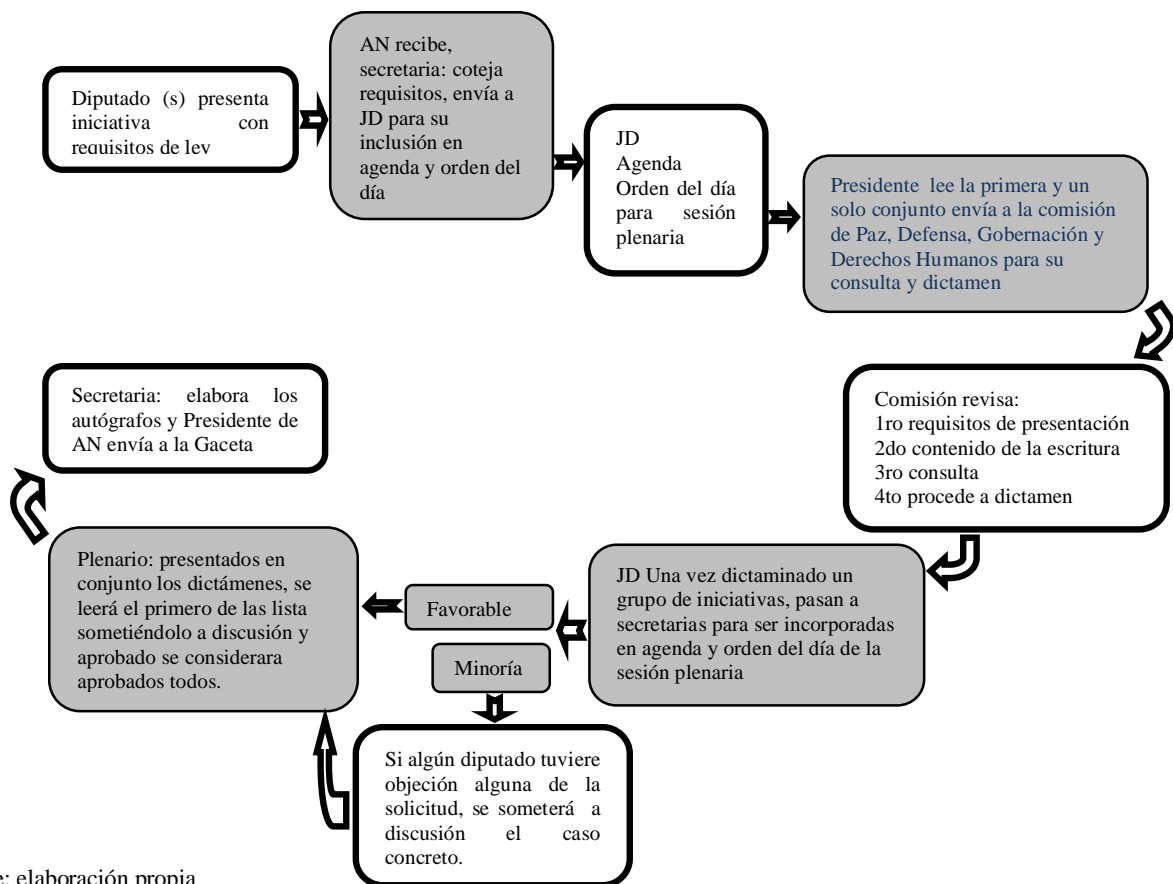 Diputado (s) presenta
iniciativa con
requisitos de ley
AN recibe,
secretaria: coteja
requisitos, envía a
JD para su
inclusión en
agenda y orden del
día
JD
Agenda
Orden del día
para sesión
plenaria
Presidente lee la primera y un
solo conjunto envía a la comisión
de Paz, Defensa, Gobernación y
Derechos Humanos para su
consulta y dictamen
Comisión revisa:
1ro requisitos de presentación
2do contenido de la escritura
3ro consulta
4to procede a dictamen
JD Una vez dictaminado un
grupo de iniciativas, pasan a
secretarias para ser incorporadas
en agenda y orden del día de la
sesión plenaria
Favorable
Minoría
Si algún diputado tuviere
objeción alguna de la
solicitud, se someterá a
discusión el caso
concreto.
Plenario: presentados en
conjunto los dictámenes, se
leerá el primero de las lista
sometiéndolo a discusión y
aprobado se considerara
aprobados todos.
Secretaria: elabora los
autógrafos y Presidente de
AN envía a la Gaceta
e: elaboración propia